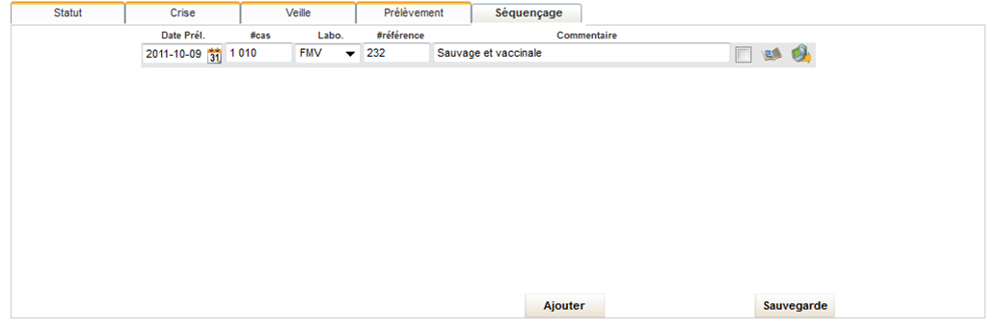 Statut Crise Veille Prélèvement Séquençage
Date Prél. #cas Labo. #référence Commentaire
2011-10-09 31 1 010 FMV 232 Sauvage et vaccinale
Ajouter Sauvegarde